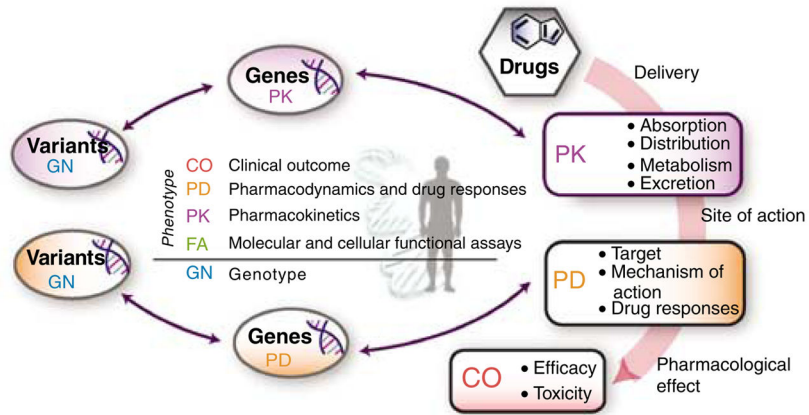 Genes
PK
Drugs
Delivery
Variants
GN
PK
• Absorption
• Distribution
• Metabolism
• Excretion
Phenotype
CO Clinical outcome
PD Pharmacodynamics and drug responses
PK Pharmacokinetics
FA Molecular and cellular functional assays
GN Genotype
Site of action
Variants
GN
PD
• Target
• Mechanism of
action
• Drug responses
Genes
PD
CO
• Efficacy
• Toxicity
Pharmacological
effect